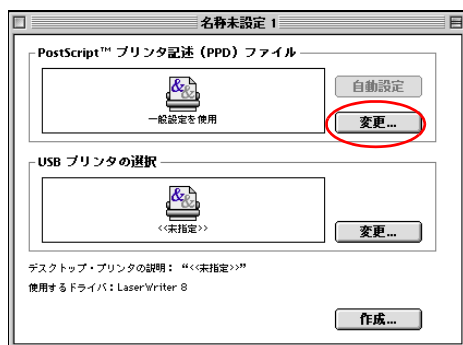 名称未設定 1
PostScript™ プリンタ記述（PPD）ファイル
自動設定
一般設定を使用
変更...
USB プリンタの選択
<<未指定>>
変更...
デスクトップ・プリンタの説明： “<<未指定>>”
使用するドライバ：LaserWriter 8
作成...